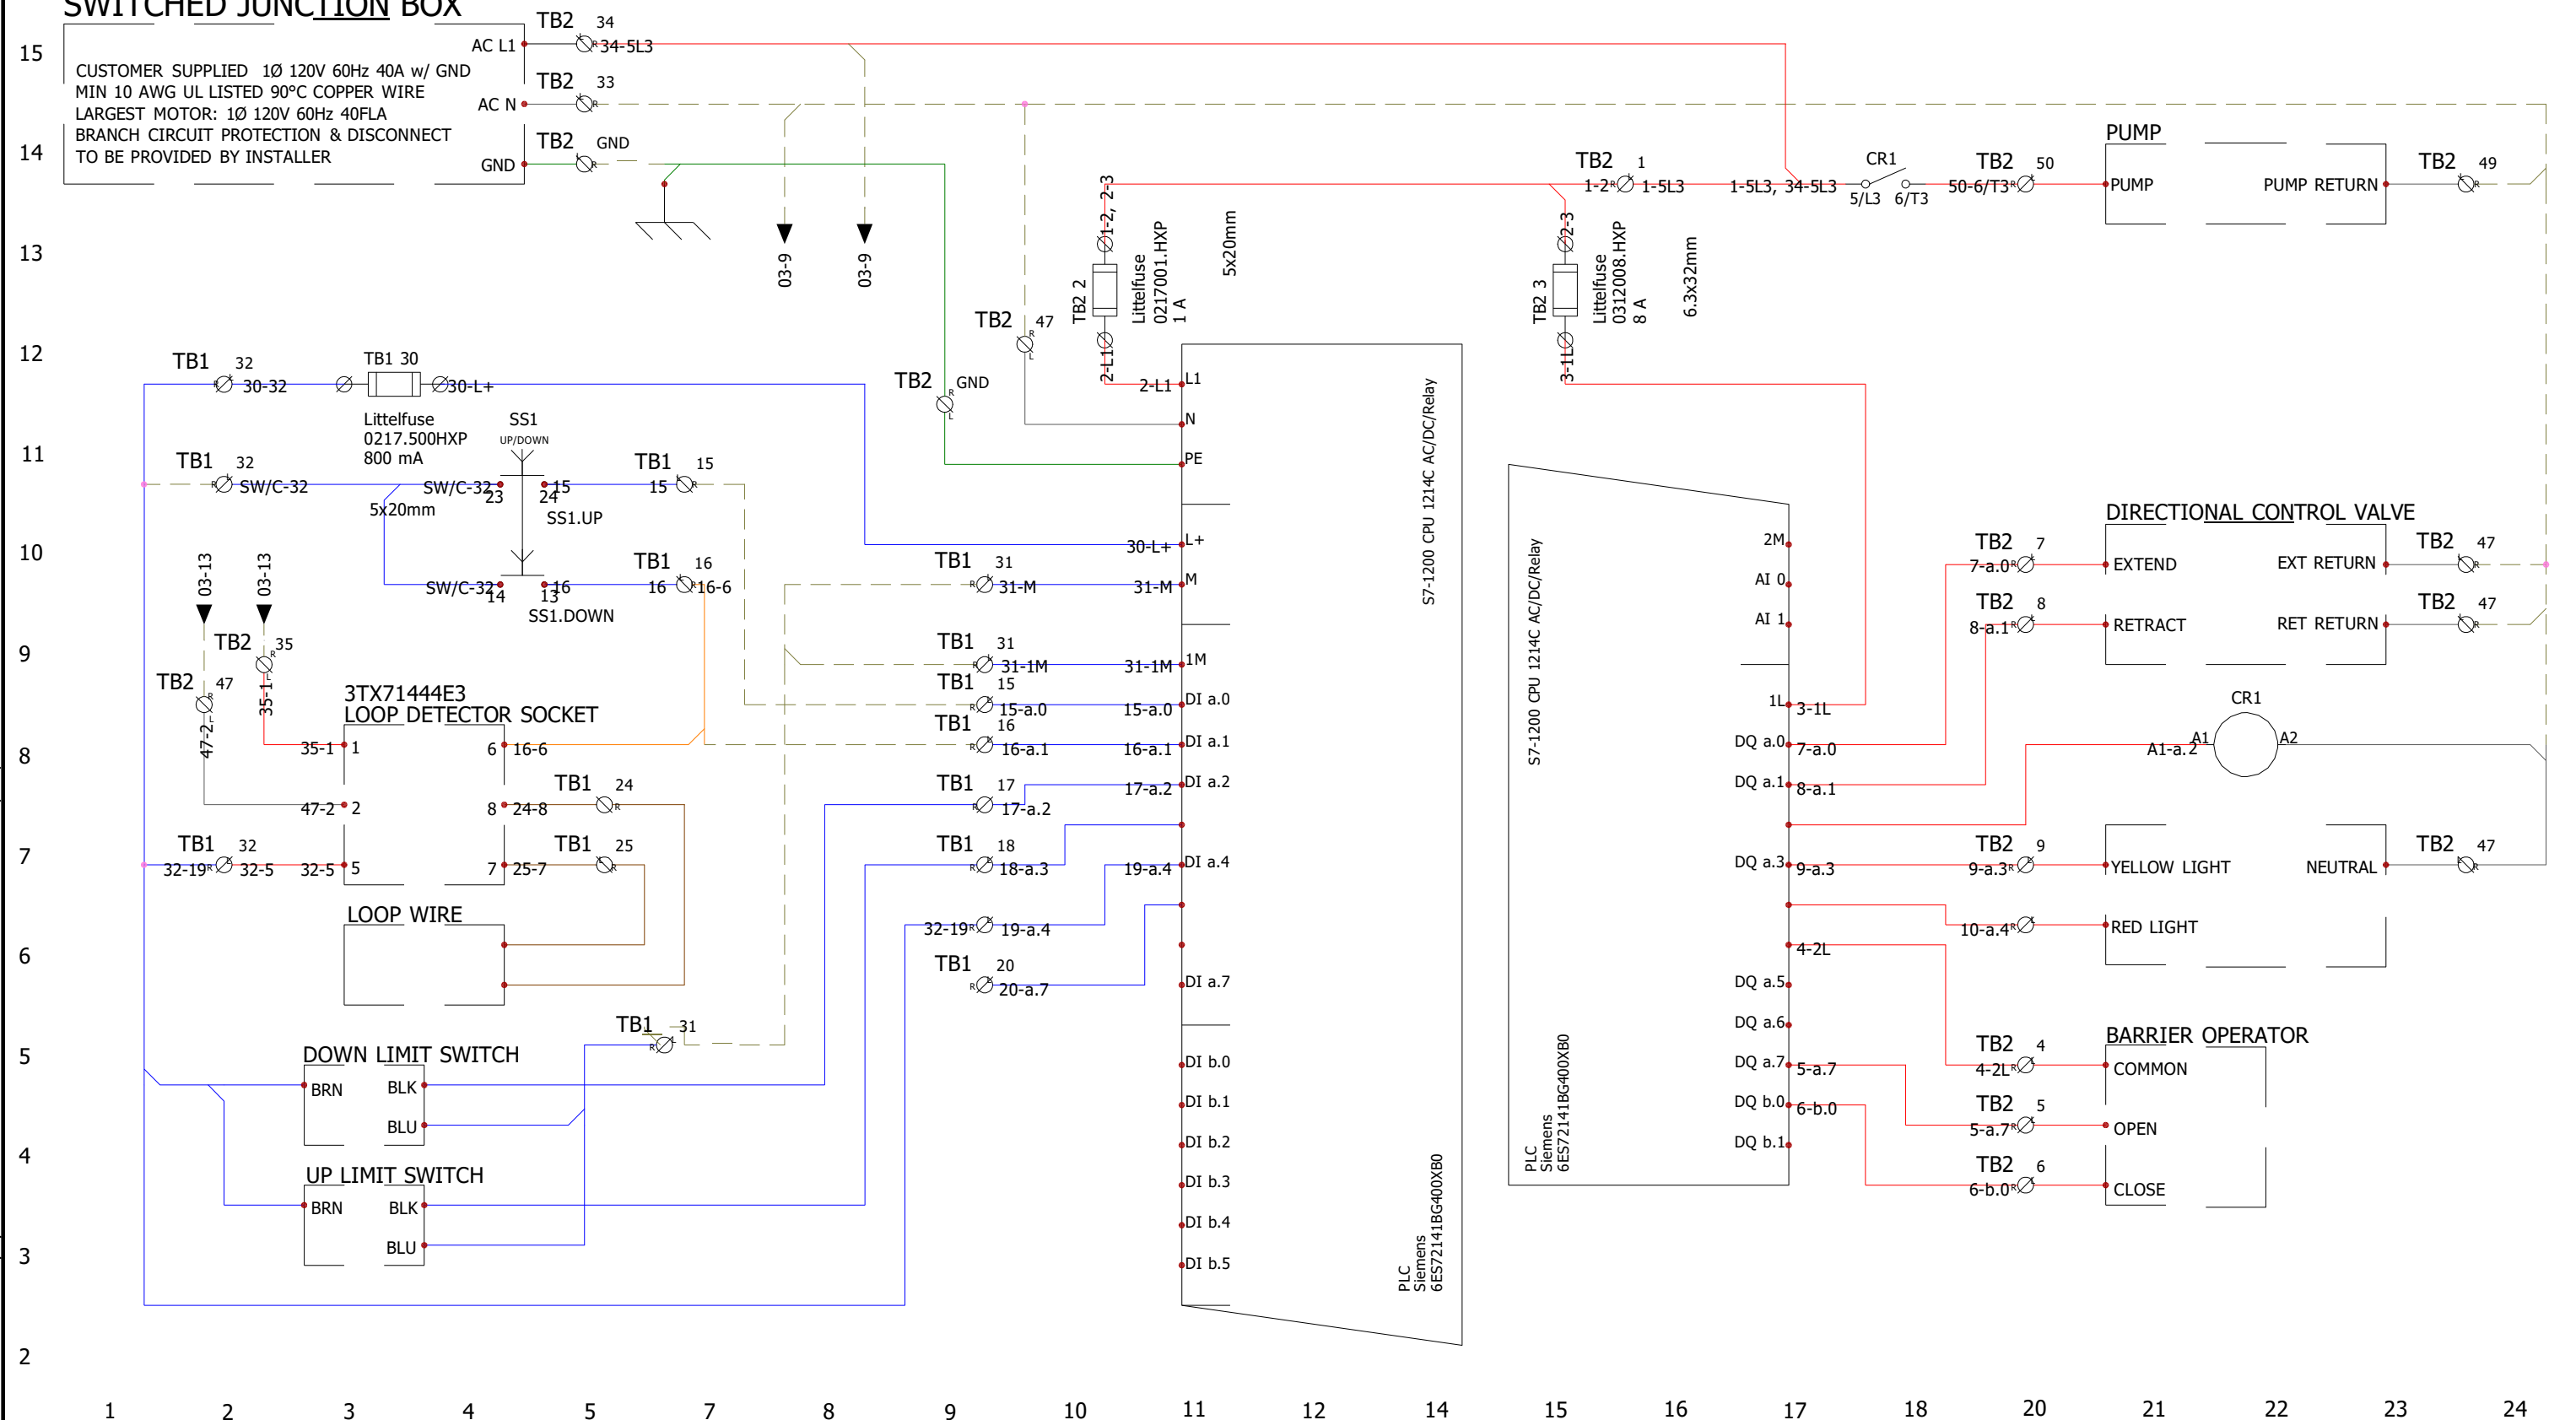 SWITCHED JUNCTION BOX
15
AC L1
TB2 34
34-5L3
CUSTOMER SUPPLIED 1Ø 120V 60Hz 40A w/ GND
MIN 10 AWG UL LISTED 90°C COPPER WIRE
LARGEST MOTOR: 1Ø 120V 60Hz 40FLA
BRANCH CIRCUIT PROTECTION & DISCONNECT
TO BE PROVIDED BY INSTALLER
AC N
TB2 33
14
GND
TB2 GND
TB2 1
1-2
1-5L3
1-5L3, 34-5L3
CR1
5/L3 6/T3
TB2 50
50-6/T3
PUMP
PUMP
PUMP RETURN
TB2 49
13
03-9
03-9
1-2, 2-3
TB2 2
Littelfuse
0217001.HXP
1 A
5x20mm
2-L1
2-3
TB2 3
Littelfuse
0312008.HXP
8 A
6.3x32mm
3-1L
12
TB1 32
30-32
TB1 30
30-L+
Littelfuse
0217.500HXP
800 mA
5x20mm
SS1
UP/DOWN
TB2 47
TB2 GND
2-L1
L1
N
PE
S7-1200 CPU 1214C AC/DC/Relay
11
TB1 32
SW/C-32
SW/C-32
23
24
15
SS1.UP
TB1 15
15
10
03-13
03-13
SW/C-32
14
13
16
SS1.DOWN
TB1 16
16
16-6
30-L+
L+
TB1 31
31-M
31-M
M
9
TB2 35
35-1
TB2 47
47-2
TB1 31
31-1M
31-1M
1M
TB1 15
15-a.0
15-a.0
DI a.0
8
3TX71444E3
LOOP DETECTOR SOCKET
35-1
1
6
16-6
47-2
2
8
24-8
TB1 24
TB1 32
32-19
32-5
32-5
5
7
25-7
TB1 25
TB1 16
16-a.1
16-a.1
DI a.1
TB1 17
17-a.2
17-a.2
DI a.2
7
TB1 18
18-a.3
19-a.4
DI a.4
LOOP WIRE
32-19
19-a.4
6
TB1 20
20-a.7
DI a.7
TB1 31
5
DOWN LIMIT SWITCH
BRN
BLK
BLU
DI b.0
DI b.1
4
DI b.2
UP LIMIT SWITCH
BRN
BLK
BLU
DI b.3
DI b.4
3
DI b.5
PLC
Siemens
6ES72141BG400XB0
2
S7-1200 CPU 1214C AC/DC/Relay
PLC
Siemens
6ES72141BG400XB0
2M
AI 0
AI 1
1L
3-1L
DQ a.0
7-a.0
DQ a.1
8-a.1
DQ a.3
9-a.3
4-2L
DQ a.5
DQ a.6
DQ a.7
5-a.7
DQ b.0
6-b.0
DQ b.1
DIRECTIONAL CONTROL VALVE
TB2 7
7-a.0
EXTEND
EXT RETURN
TB2 47
TB2 8
8-a.1
RETRACT
RET RETURN
TB2 47
CR1
A1-a.2
A1
A2
TB2 9
9-a.3
YELLOW LIGHT
NEUTRAL
TB2 47
10-a.4
RED LIGHT
BARRIER OPERATOR
TB2 4
4-2L
COMMON
TB2 5
5-a.7
OPEN
TB2 6
6-b.0
CLOSE
1 2 3 4 5 7 8 9 10 11 12 14 15 16 17 18 20 21 22 23 24